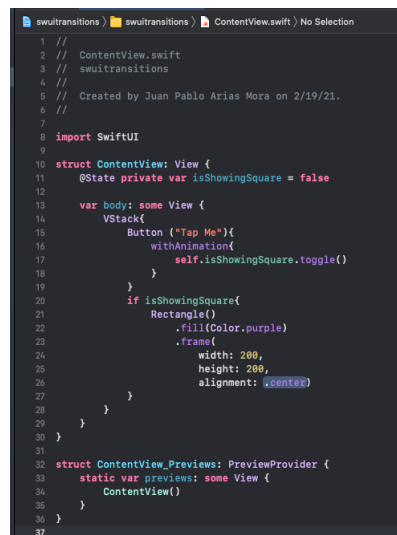 swuitransitions 〉 swuitransitions 〉 ContentView.swift 〉 No Selection
1 //
2 //  ContentView.swift
3 //  swuitransitions
4 //
5 //  Created by Juan Pablo Arias Mora on 2/19/21.
6 //
7
8 import SwiftUI
9
10 struct ContentView: View {
11     @State private var isShowingSquare = false
12
13     var body: some View {
14         VStack{
15             Button ("Tap Me"){
16                 withAnimation{
17                     self.isShowingSquare.toggle()
18                 }
19             }
20             if isShowingSquare{
21                 Rectangle()
22                     .fill(Color.purple)
23                     .frame(
24                         width: 200,
25                         height: 200,
26                         alignment: .center)
27             }
28         }
29     }
30 }
31
32 struct ContentView_Previews: PreviewProvider {
33     static var previews: some View {
34         ContentView()
35     }
36 }
37